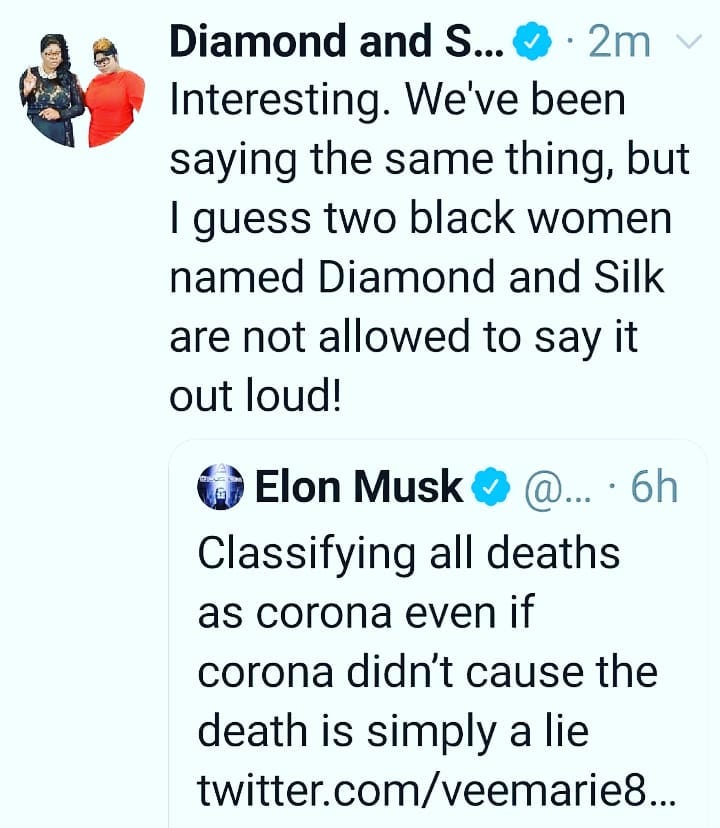 Diamond and S... · 2m
Interesting. We've been
saying the same thing, but
I guess two black women
named Diamond and Silk
are not allowed to say it
out loud!
Elon Musk @... · 6h
Classifying all deaths
as corona even if
corona didn’t cause the
death is simply a lie
twitter.com/veemarie8...